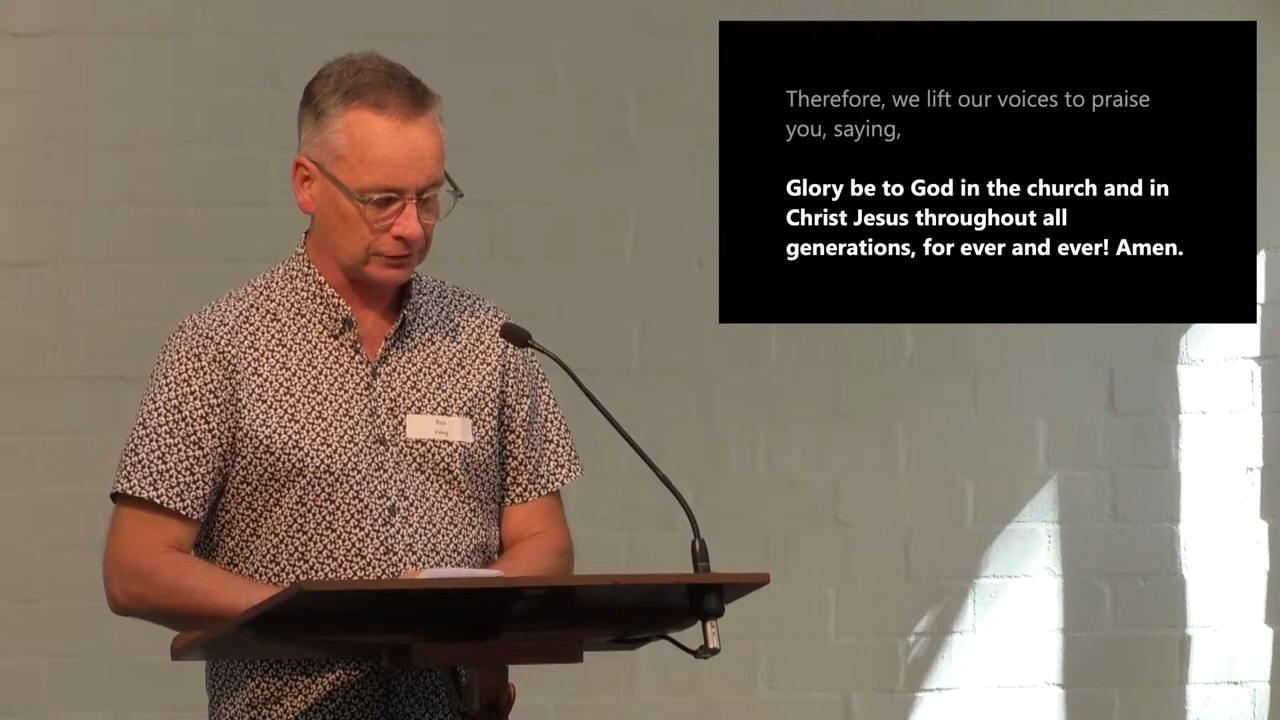 Therefore, we lift our voices to praise
you, saying,
Glory be to God in the church and in
Christ Jesus throughout all
generations, for ever and ever! Amen.